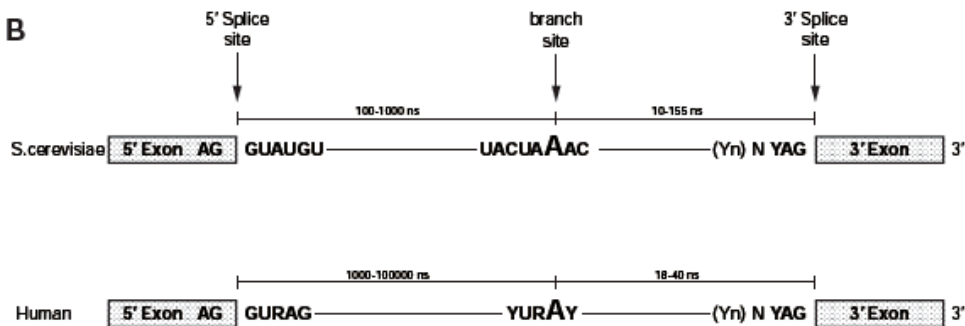 B
5′ Splice site
branch site
3′ Splice site
100-1000 ns
10-155 ns
S.cerevisiae 5′ Exon AG GUAUGU UACUAAAC (Yn) N YAG 3′Exon 3′
1000-100000 ns
18-40 ns
Human 5′ Exon AG GURAG YURAY (Yn) N YAG 3′Exon 3′